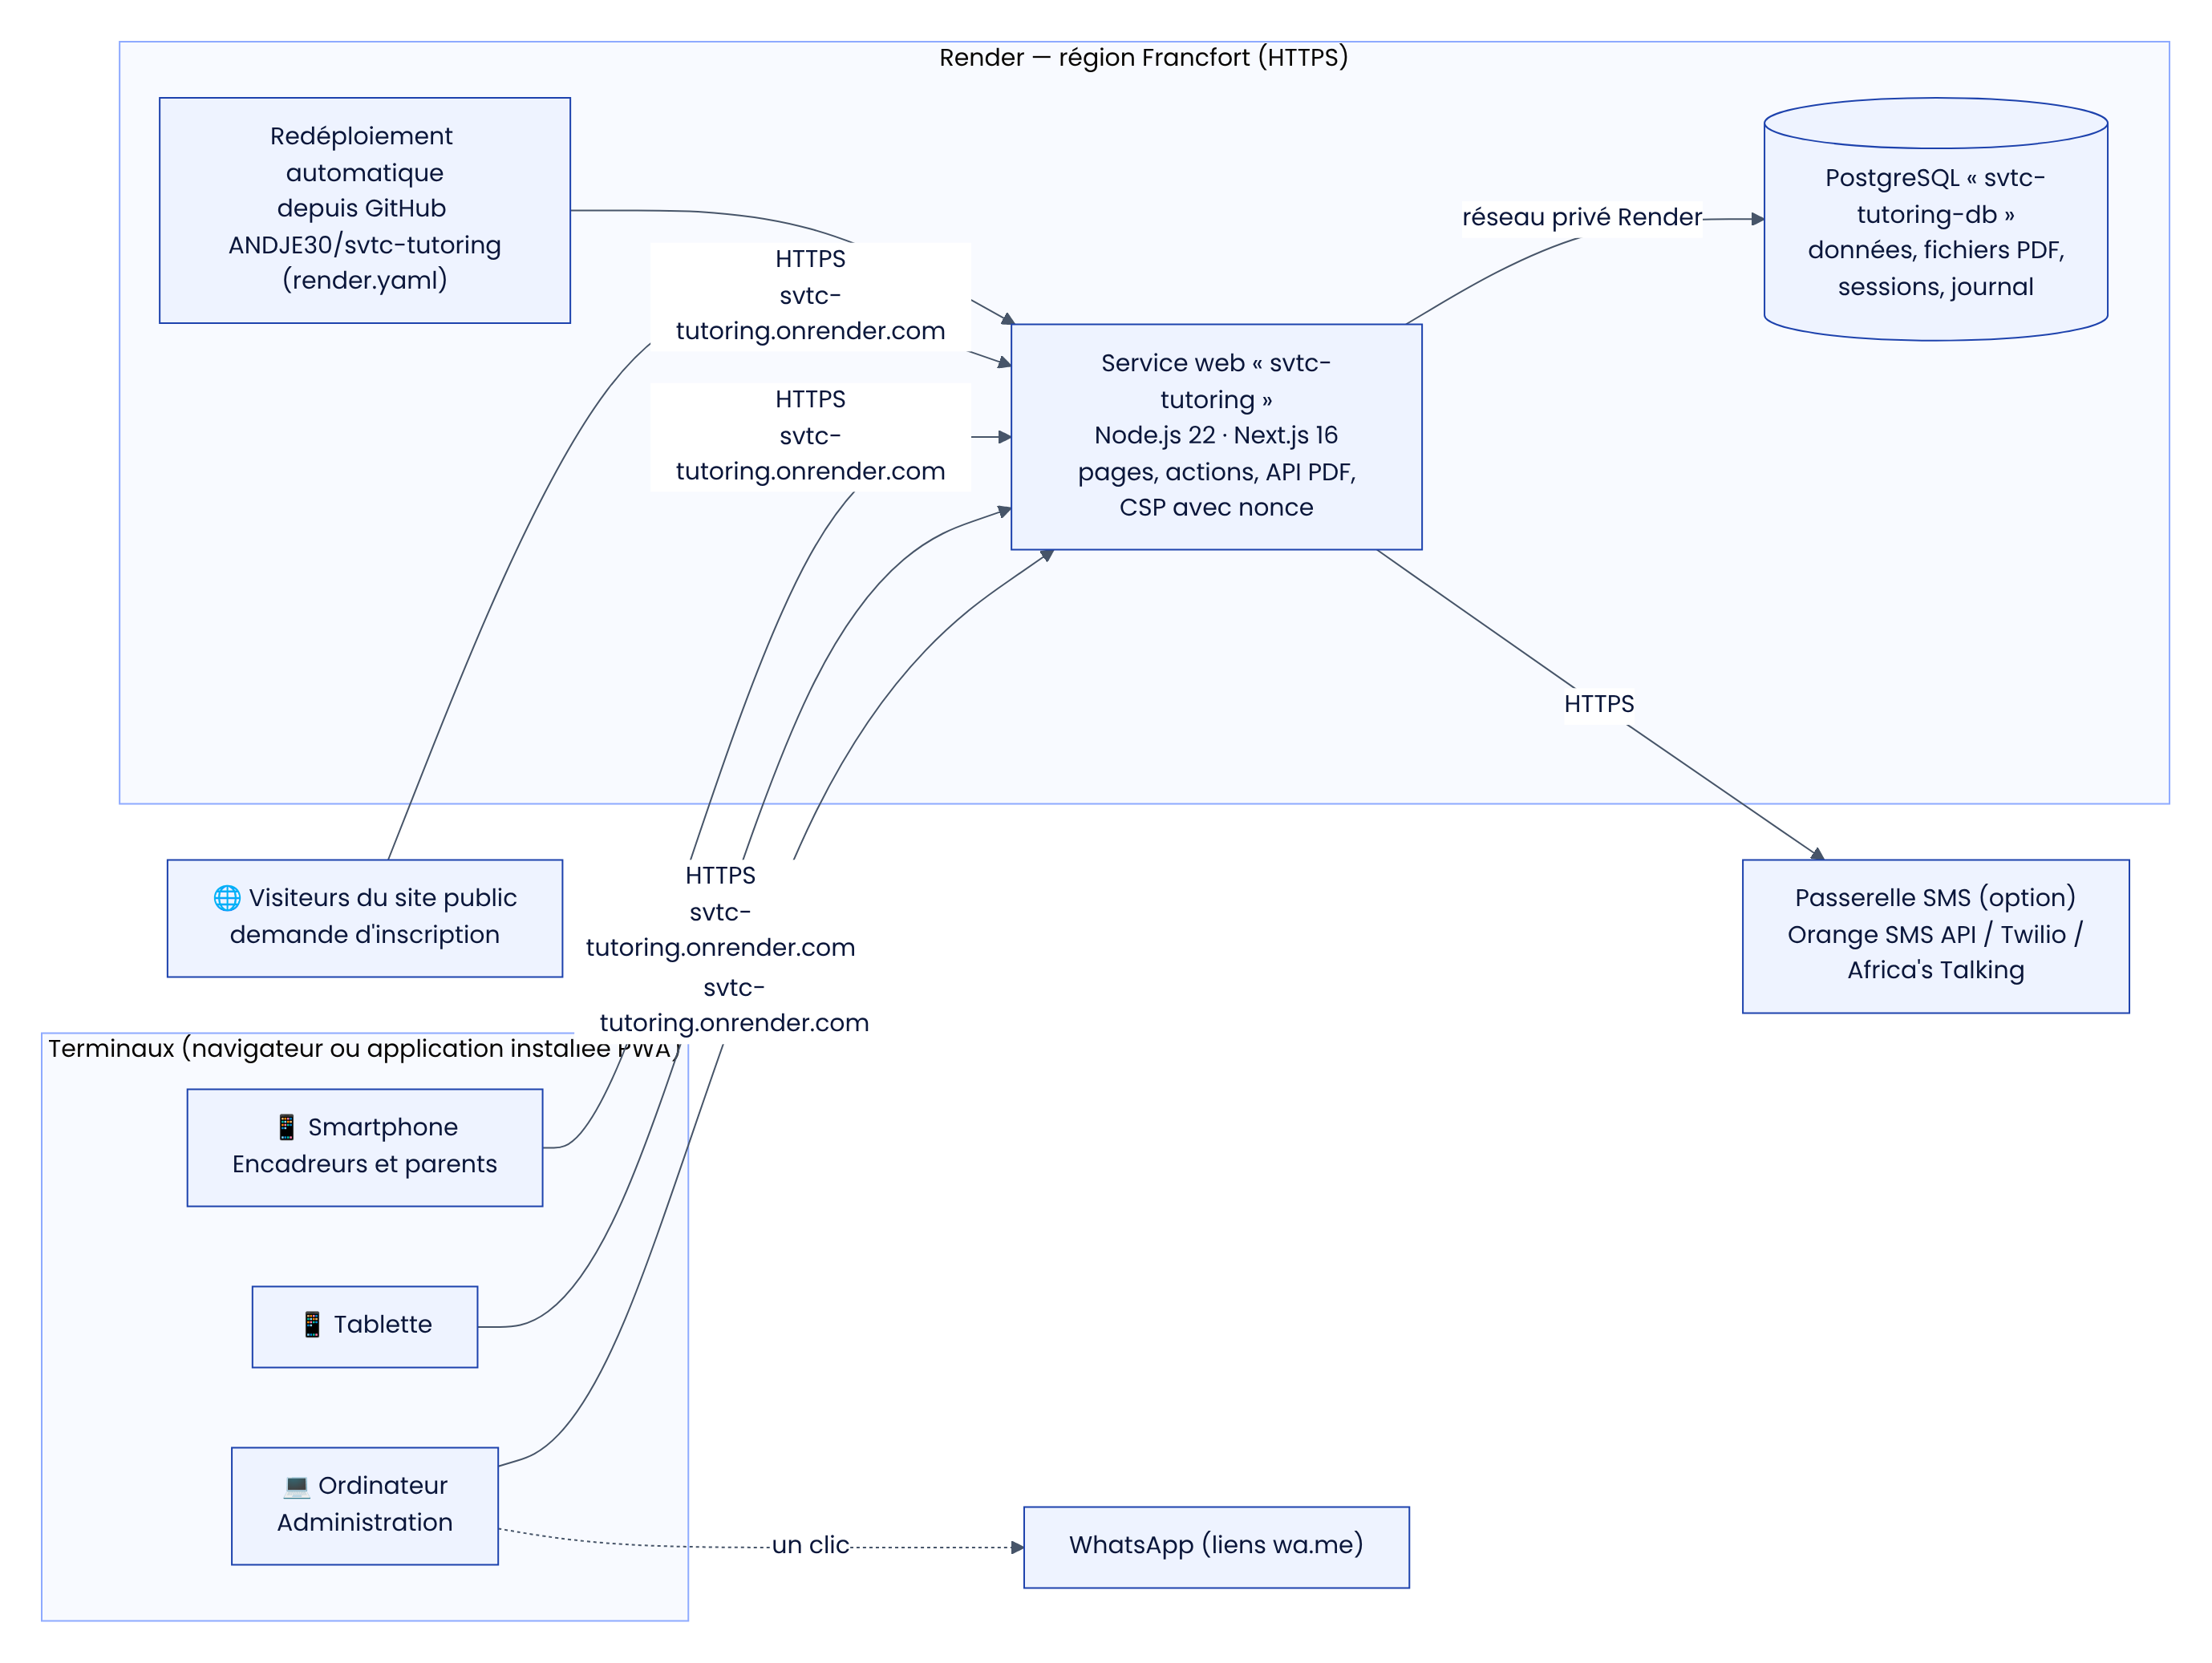 Render — région Francfort (HTTPS)
Redéploiement
automatique
depuis GitHub
ANDJE30/svtc-tutoring
(render.yaml)
HTTPS
svtc-
tutoring.onrender.com
HTTPS
svtc-
tutoring.onrender.com
Service web « svtc-
tutoring »
Node.js 22 · Next.js 16
pages, actions, API PDF,
CSP avec nonce
réseau privé Render
PostgreSQL « svtc-
tutoring-db »
données, fichiers PDF,
sessions, journal
HTTPS
🌐 Visiteurs du site public
demande d'inscription
HTTPS
svtc-
tutoring.onrender.com
svtc-
tutoring.onrender.com
Passerelle SMS (option)
Orange SMS API / Twilio /
Africa's Talking
Terminaux (navigateur ou application installée PWA)
📱 Smartphone
Encadreurs et parents
📱 Tablette
💻 Ordinateur
Administration
un clic
WhatsApp (liens wa.me)